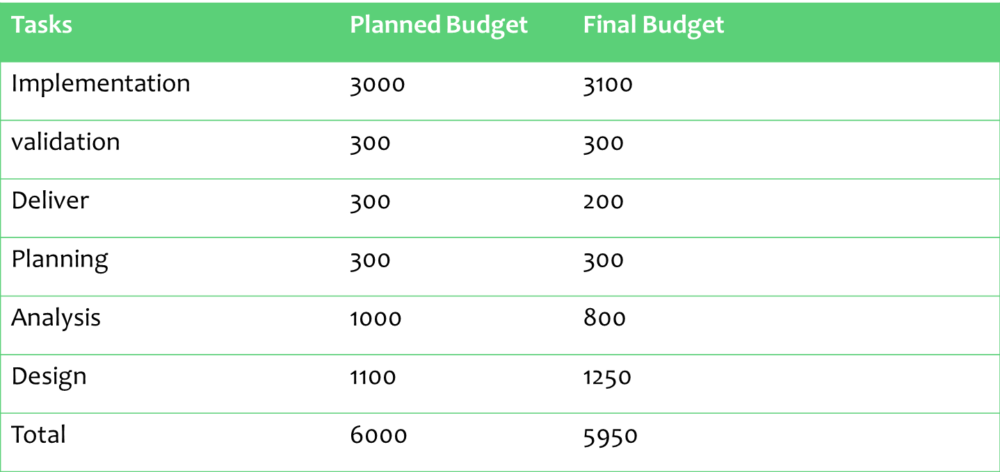 Tasks Planned Budget Final Budget
Implementation 3000 3100
validation 300 300
Deliver 300 200
Planning 300 300
Analysis 1000 800
Design 1100 1250
Total 6000 5950